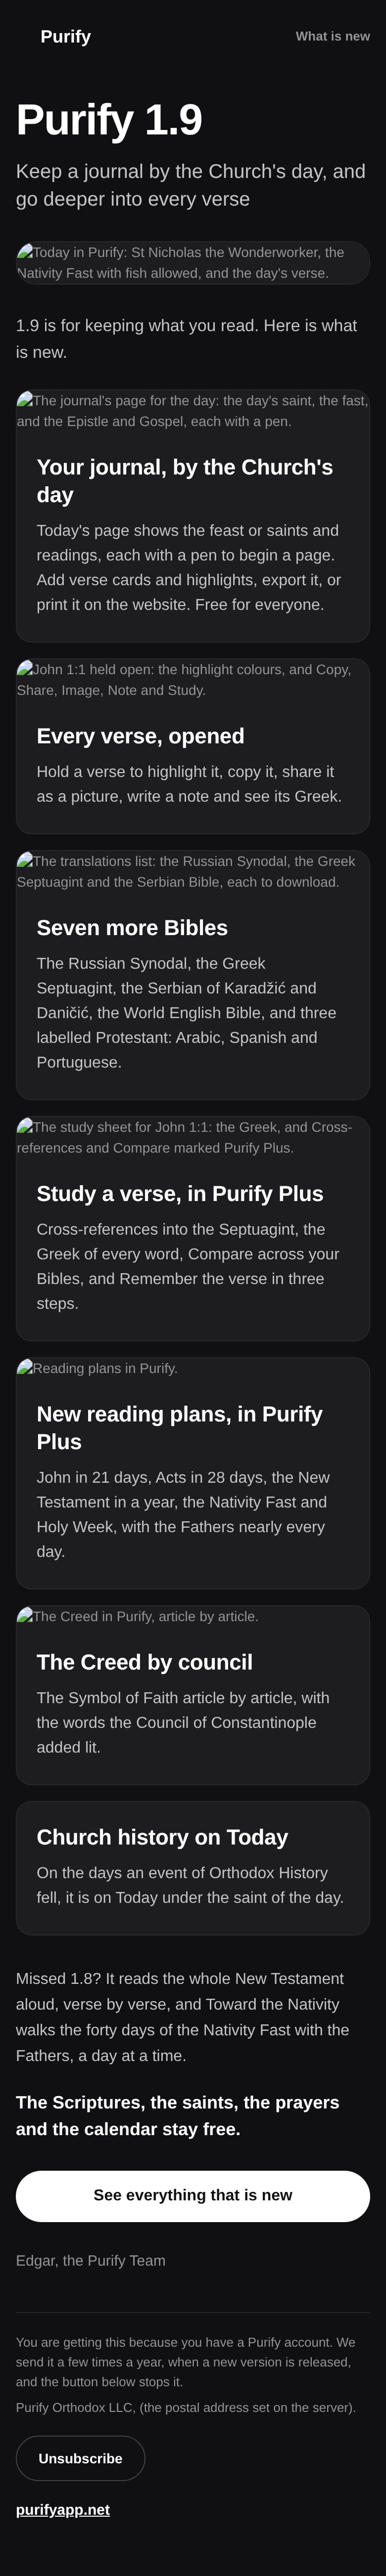 Purify
What is new
Purify 1.9
Keep a journal by the Church's day, and
go deeper into every verse
Today in Purify: St Nicholas the Wonderworker, the
Nativity Fast with fish allowed, and the day's verse.
1.9 is for keeping what you read. Here is what
is new.
The journal's page for the day: the day's saint, the fast,
and the Epistle and Gospel, each with a pen.
Your journal, by the Church's
day
Today's page shows the feast or saints and
readings, each with a pen to begin a page.
Add verse cards and highlights, export it, or
print it on the website. Free for everyone.
John 1:1 held open: the highlight colours, and Copy,
Share, Image, Note and Study.
Every verse, opened
Hold a verse to highlight it, copy it, share it
as a picture, write a note and see its Greek.
The translations list: the Russian Synodal, the Greek
Septuagint and the Serbian Bible, each to download.
Seven more Bibles
The Russian Synodal, the Greek
Septuagint, the Serbian of Karadžić and
Daničić, the World English Bible, and three
labelled Protestant: Arabic, Spanish and
Portuguese.
The study sheet for John 1:1: the Greek, and Cross-
references and Compare marked Purify Plus.
Study a verse, in Purify Plus
Cross-references into the Septuagint, the
Greek of every word, Compare across your
Bibles, and Remember the verse in three
steps.
Reading plans in Purify.
New reading plans, in Purify
Plus
John in 21 days, Acts in 28 days, the New
Testament in a year, the Nativity Fast and
Holy Week, with the Fathers nearly every
day.
The Creed in Purify, article by article.
The Creed by council
The Symbol of Faith article by article, with
the words the Council of Constantinople
added lit.
Church history on Today
On the days an event of Orthodox History
fell, it is on Today under the saint of the day.
Missed 1.8? It reads the whole New Testament
aloud, verse by verse, and Toward the Nativity
walks the forty days of the Nativity Fast with the
Fathers, a day at a time.
The Scriptures, the saints, the prayers
and the calendar stay free.
See everything that is new
Edgar, the Purify Team
You are getting this because you have a Purify account. We
send it a few times a year, when a new version is released,
and the button below stops it.
Purify Orthodox LLC, (the postal address set on the server).
Unsubscribe
purifyapp.net